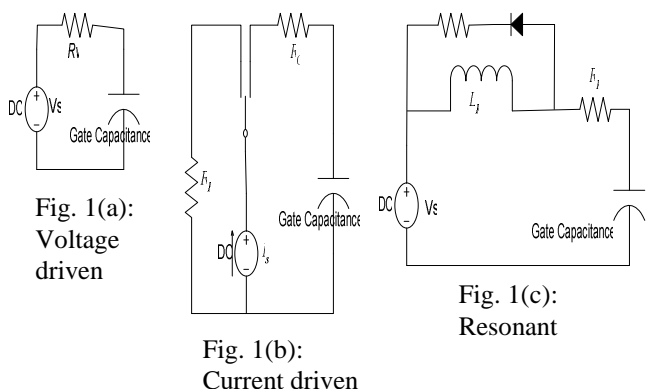 Rv
DC
Vs
Gate Capacitance
Fig. 1(a):
Voltage
driven
DC
Gate Capacitance
Fig. 1(b):
Current driven
DC
Vs
Gate Capacitance
Fig. 1(c):
Resonant